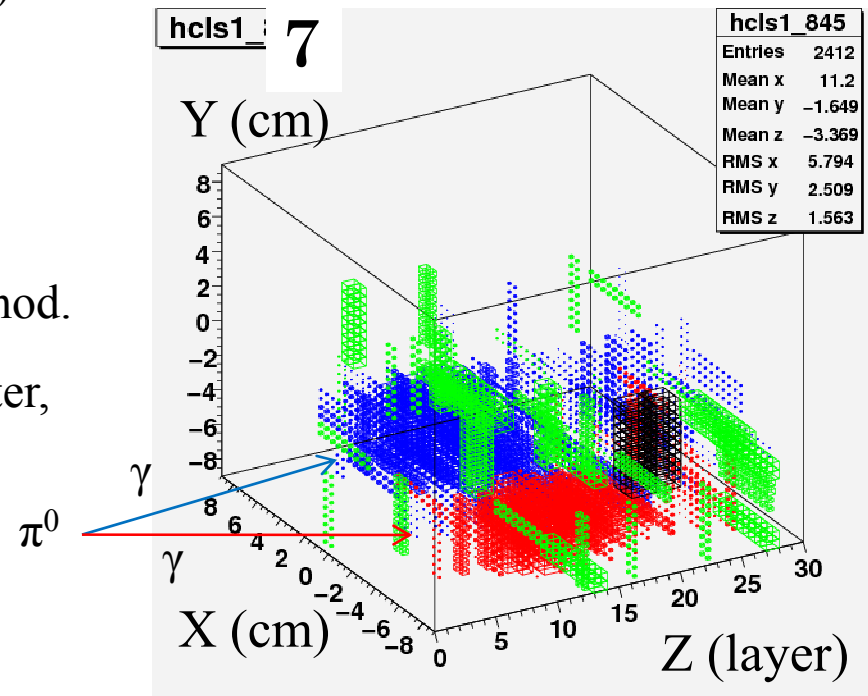 )
hcls1_
7
hcls1_845
Entries 2412
Mean x 11.2
Mean y −1.649
Mean z −3.369
RMS x 5.794
RMS y 2.509
RMS z 1.563
Y (cm)
8
6
4
2
0
−2
−4
−6
−8
nod.
ter,
γ
π⁰
γ
8
6
4
2
0
−2
−4
−6
−8
X (cm)
0
5
10
15
20
25
30
Z (layer)